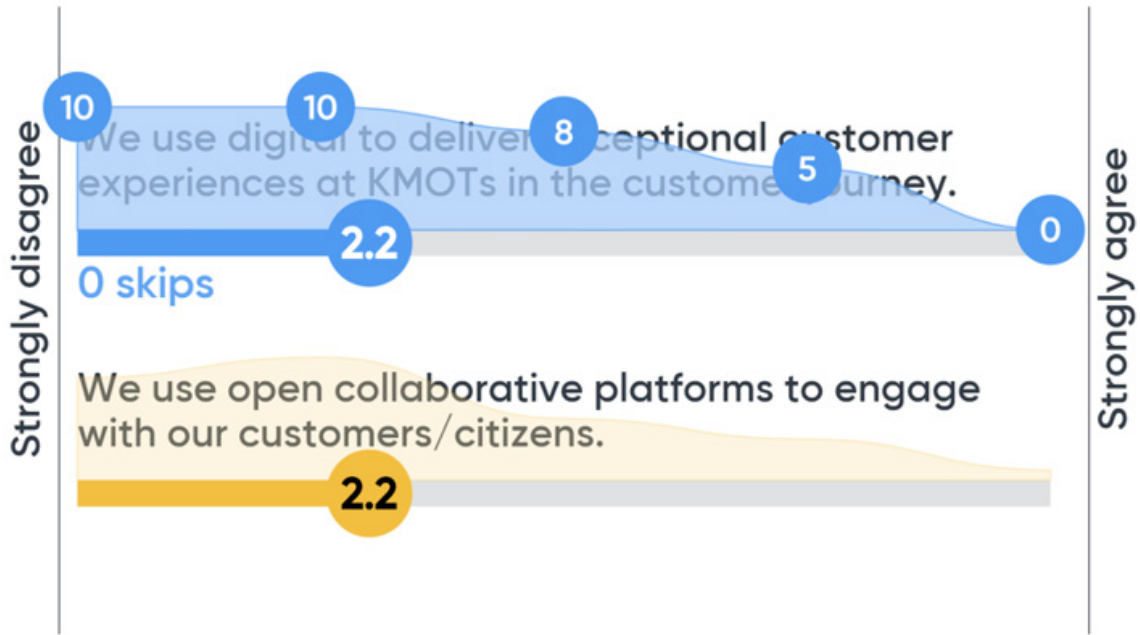 Strongly disagree
10
10
8
5
0
We use digital to deliver exceptional customer
experiences at KMOTs in the customer journey.
2.2
0 skips
We use open collaborative platforms to engage
with our customers/citizens.
2.2
Strongly agree